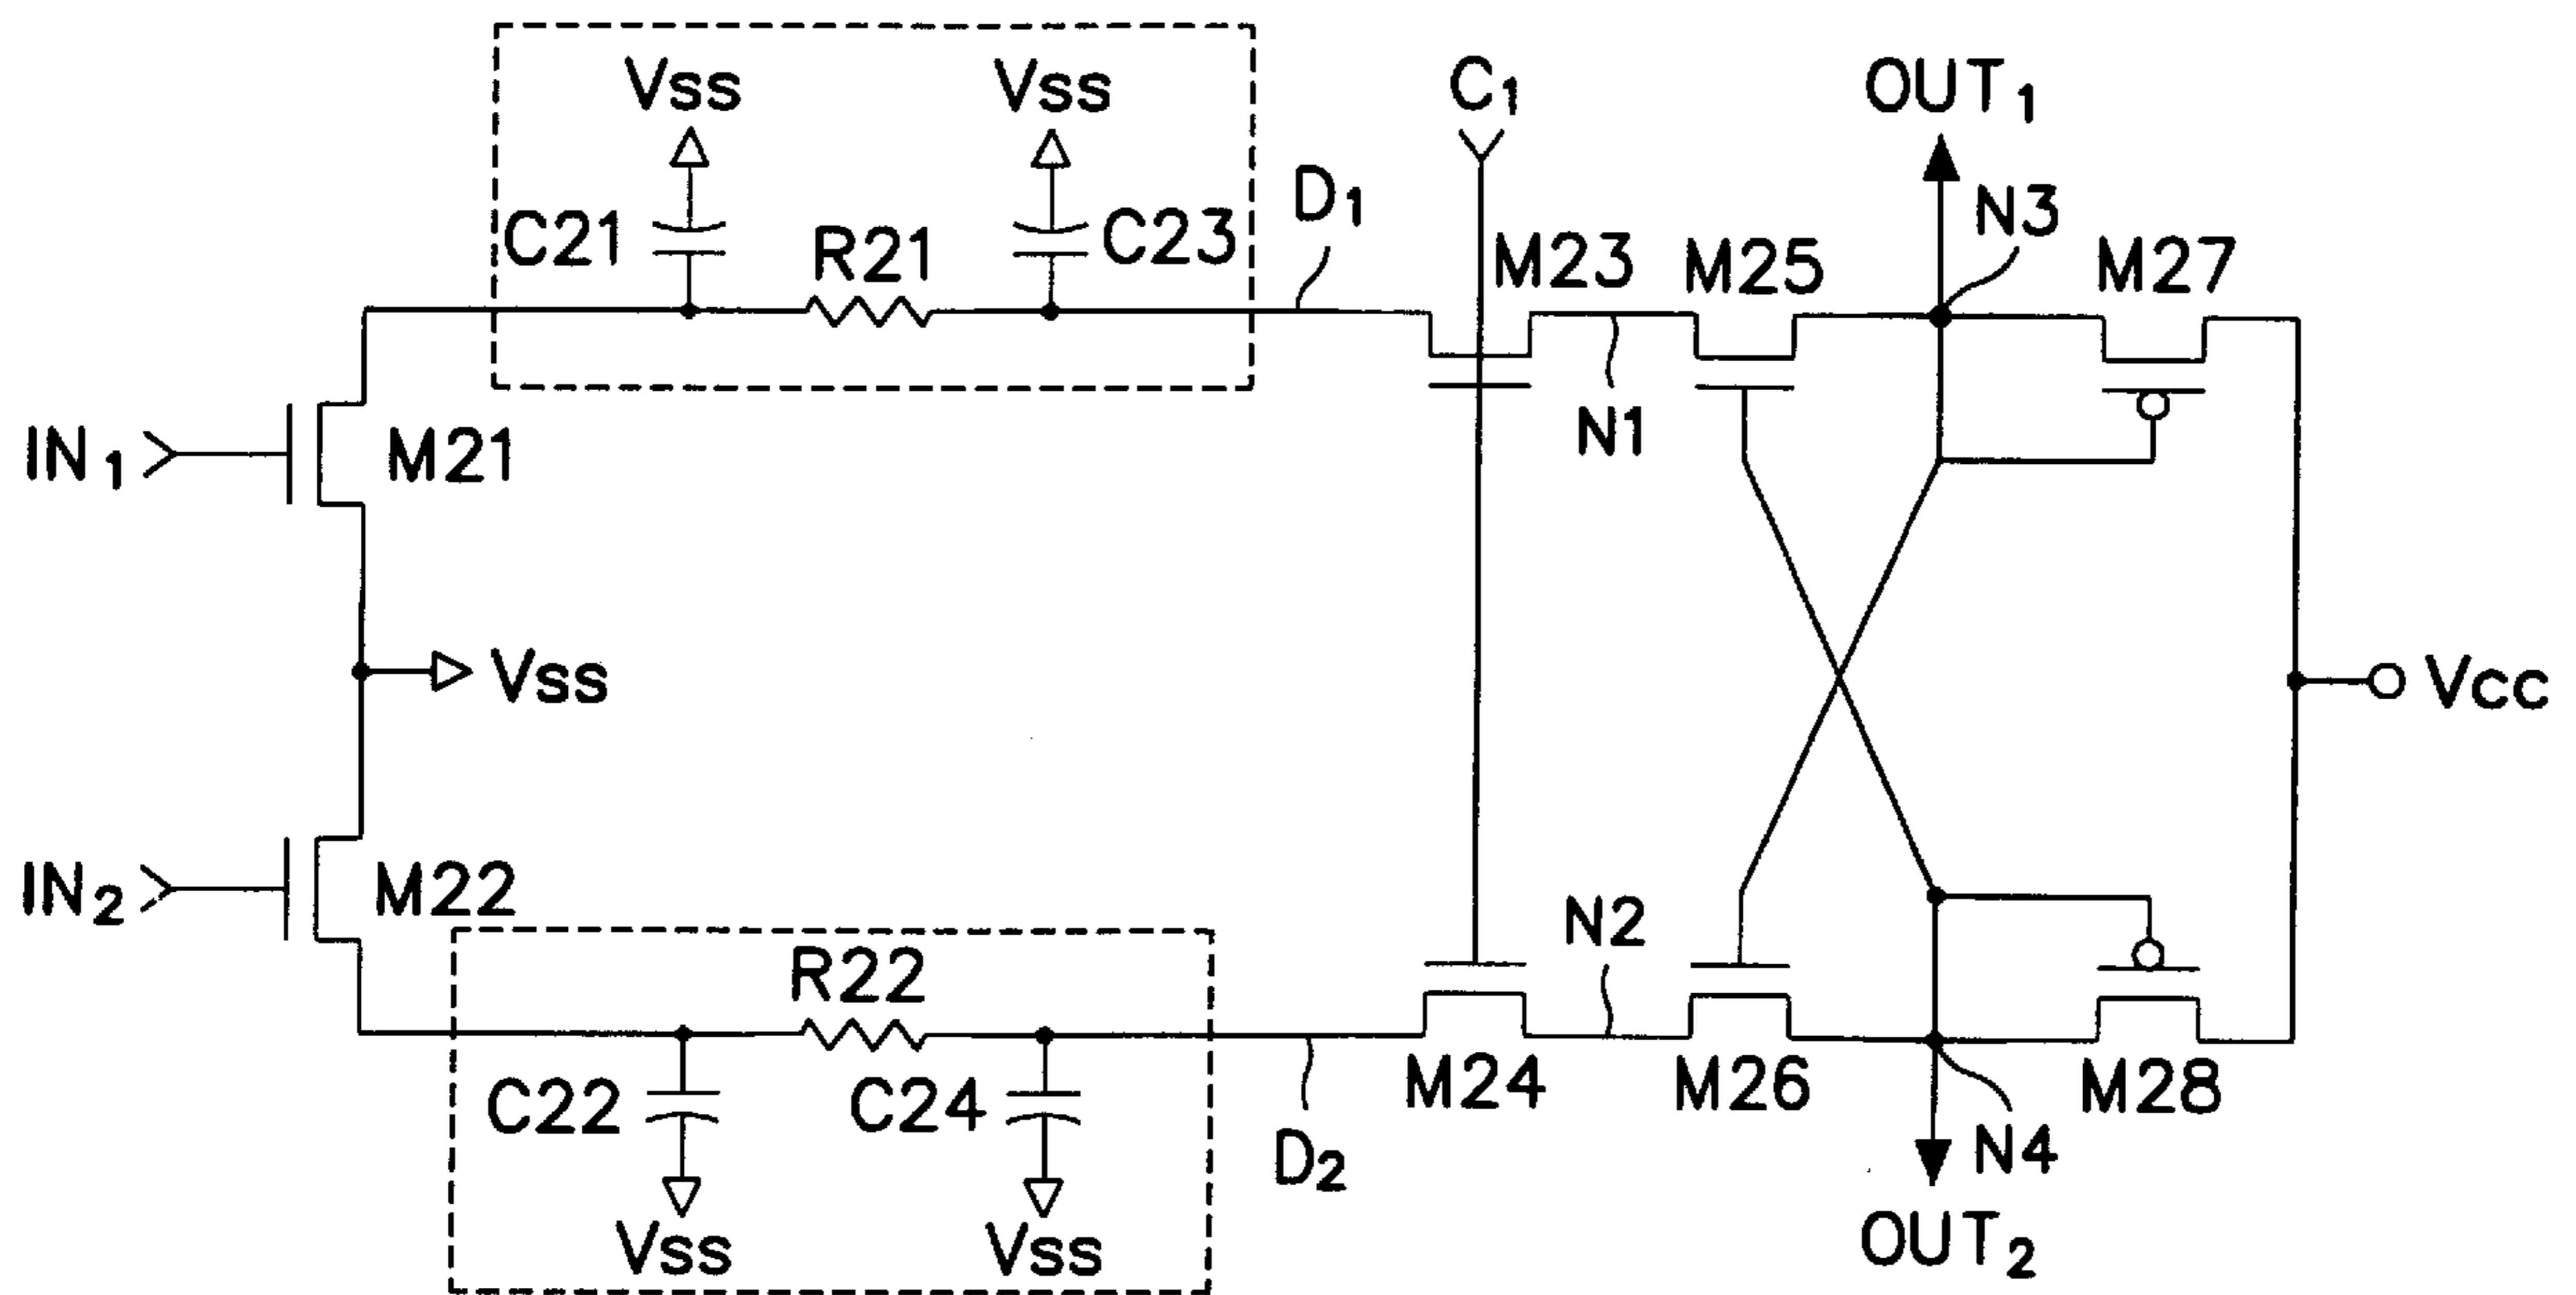 Vss
Vss
C1
OUT1
D1
N3
C21
R21
C23
M23
M25
M27
N1
IN1
M21
Vss
Vcc
IN2
M22
N2
R22
C22
C24
M24
M26
M28
D2
N4
Vss
Vss
OUT2